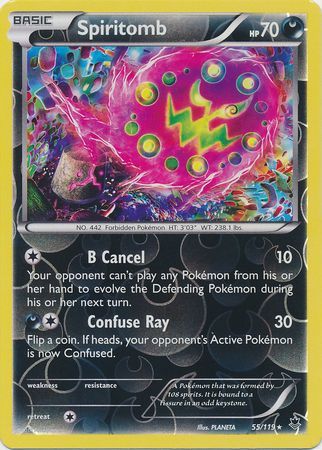 BASIC
Spiritomb
HP 70
NO. 442 Forbidden Pokémon HT: 3'03" WT: 238.1 lbs.
B Cancel 10
Your opponent can't play any Pokémon from his or
her hand to evolve the Defending Pokémon during
his or her next turn.
Confuse Ray 30
Flip a coin. If heads, your opponent's Active Pokémon
is now Confused.
weakness resistance
A Pokémon that was formed by
108 spirits. It is bound to a
fissure in an odd keystone.
retreat
Illus. PLANETA 55/119 ★